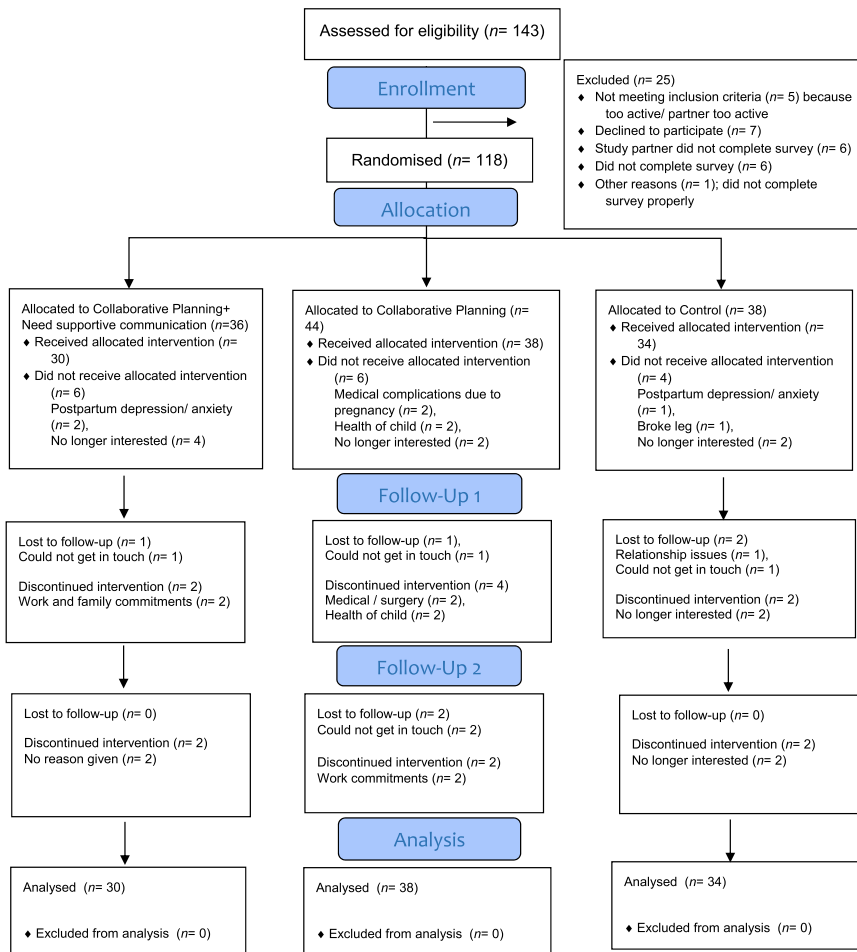 Assessed for eligibility (n= 143)
Enrollment
Excluded (n= 25)
♦ Not meeting inclusion criteria (n= 5) because
too active/ partner too active
♦ Declined to participate (n= 7)
♦ Study partner did not complete survey (n= 6)
♦ Did not complete survey (n= 6)
♦ Other reasons (n= 1); did not complete
survey properly
Randomised (n= 118)
Allocation
Allocated to Collaborative Planning+
Need supportive communication (n=36)
♦ Received allocated intervention (n=
30)
♦ Did not receive allocated intervention
(n= 6)
Postpartum depression/ anxiety
(n= 2),
No longer interested (n= 4)
Allocated to Collaborative Planning (n=
44)
♦ Received allocated intervention (n= 38)
♦ Did not receive allocated intervention
(n= 6)
Medical complications due to
pregnancy (n= 2),
Health of child (n = 2),
No longer interested (n= 2)
Allocated to Control (n= 38)
♦ Received allocated intervention (n=
34)
♦ Did not receive allocated intervention
(n= 4)
Postpartum depression/ anxiety
(n= 1),
Broke leg (n= 1),
No longer interested (n= 2)
Follow-Up 1
Lost to follow-up (n= 1)
Could not get in touch (n= 1)
Discontinued intervention (n= 2)
Work and family commitments (n= 2)
Lost to follow-up (n= 1),
Could not get in touch (n= 1)
Discontinued intervention (n= 4)
Medical / surgery (n= 2),
Health of child (n= 2)
Lost to follow-up (n= 2)
Relationship issues (n= 1),
Could not get in touch (n= 1)
Discontinued intervention (n= 2)
No longer interested (n= 2)
Follow-Up 2
Lost to follow-up (n= 0)
Discontinued intervention (n= 2)
No reason given (n= 2)
Lost to follow-up (n= 2)
Could not get in touch (n= 2)
Discontinued intervention (n= 2)
Work commitments (n= 2)
Lost to follow-up (n= 0)
Discontinued intervention (n= 2)
No longer interested (n= 2)
Analysis
Analysed (n= 30)
♦ Excluded from analysis (n= 0)
Analysed (n= 38)
♦ Excluded from analysis (n= 0)
Analysed (n= 34)
♦ Excluded from analysis (n= 0)